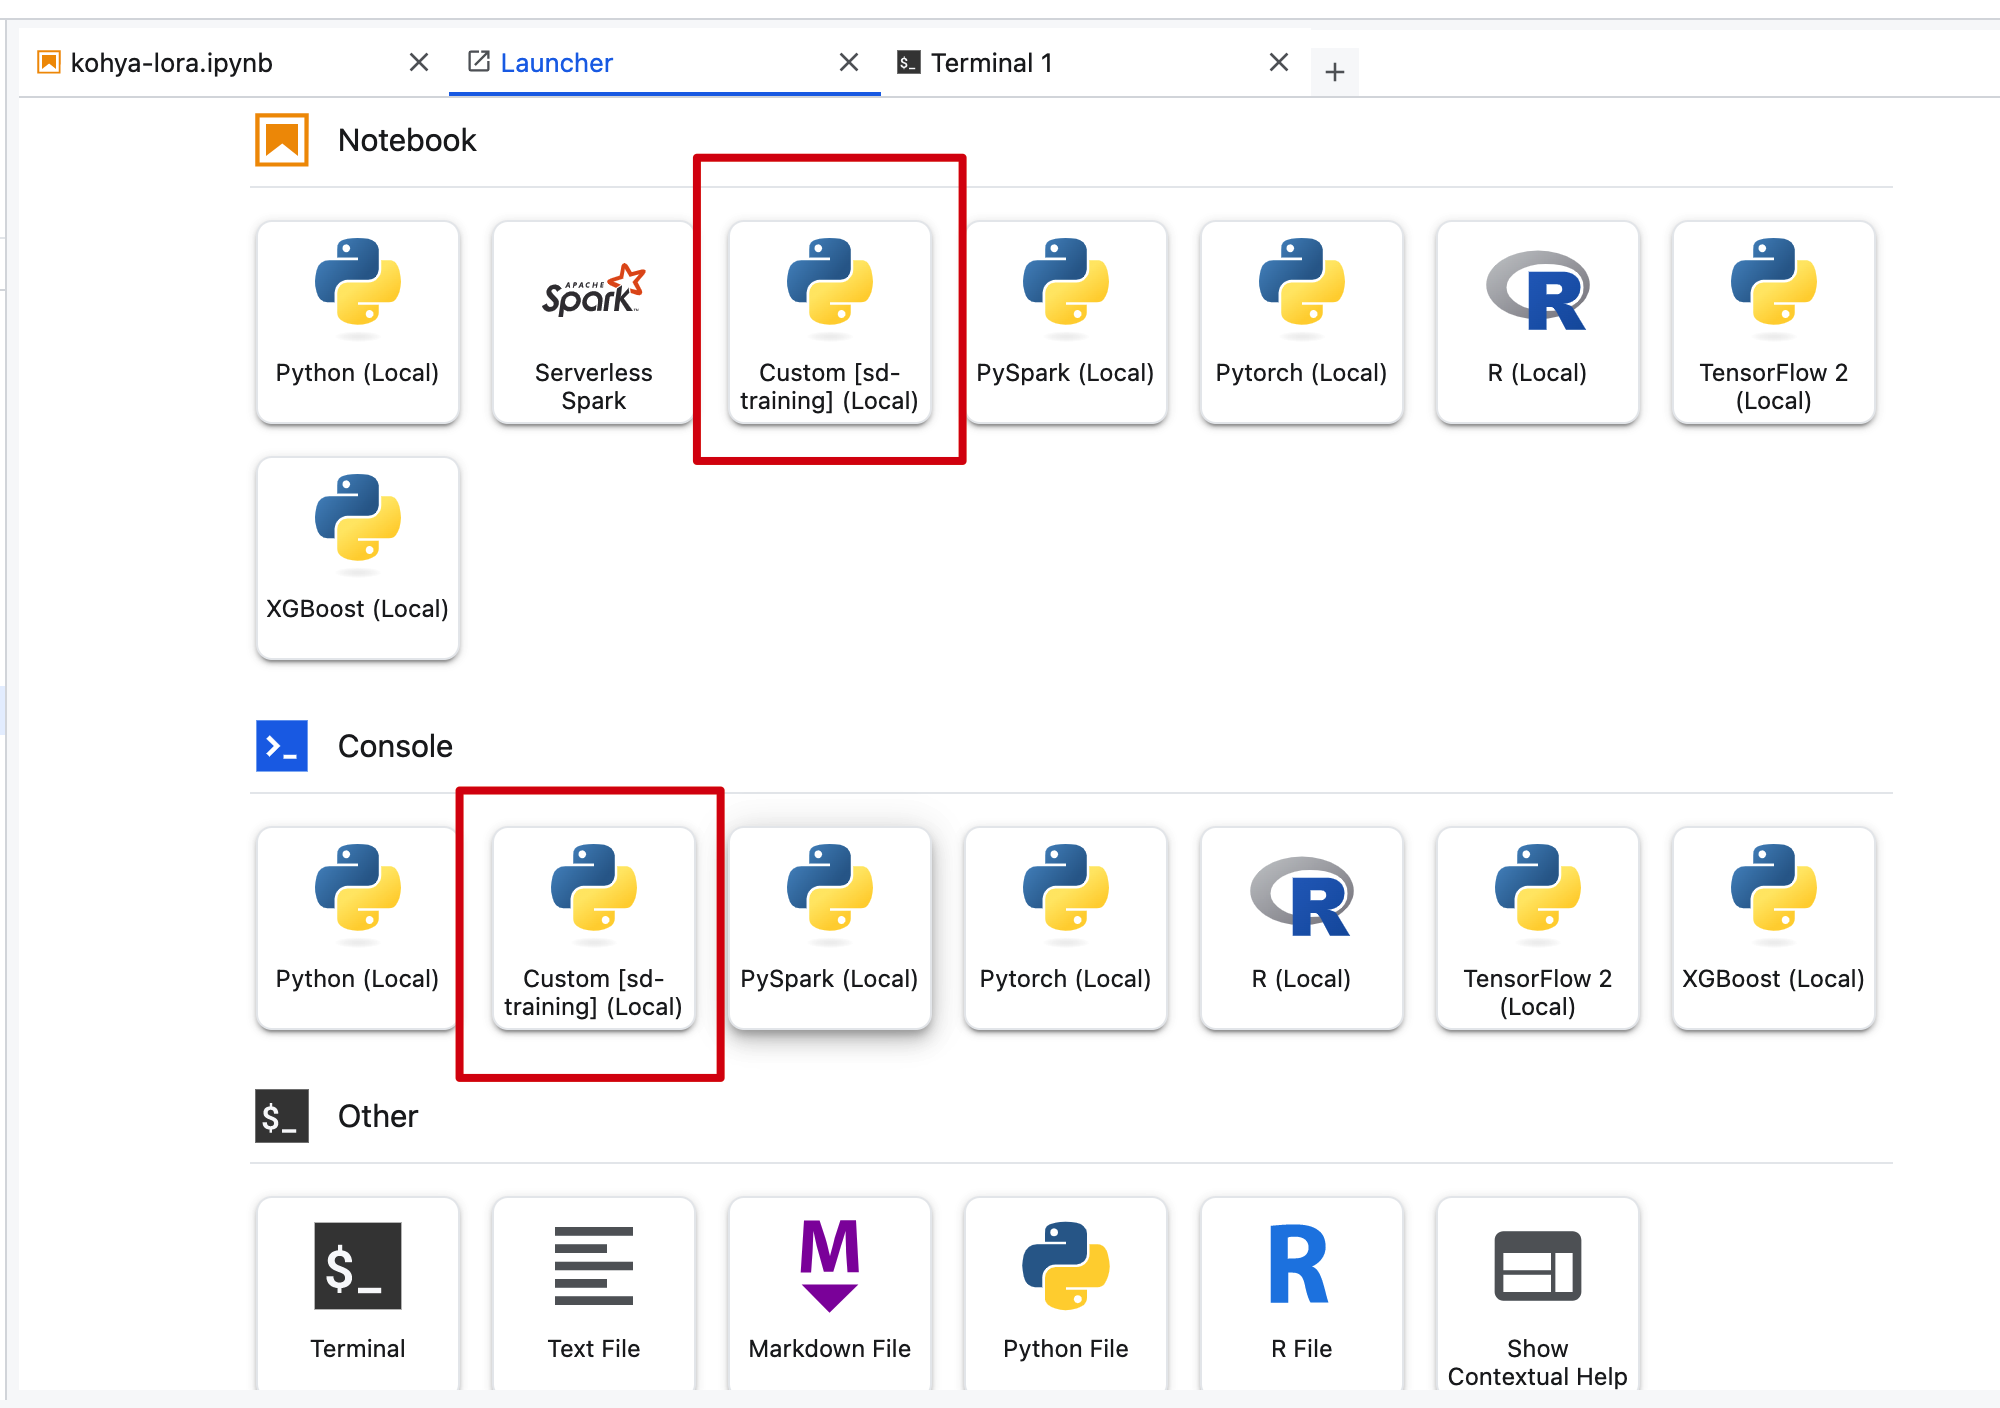 kohya-lora.ipynb
Launcher
Terminal 1
Notebook
Python (Local)
APACHE
Spark
Serverless
Spark
Custom [sd-
training] (Local)
PySpark (Local)
Pytorch (Local)
R
R (Local)
TensorFlow 2
(Local)
XGBoost (Local)
>_
Console
Python (Local)
Custom [sd-
training] (Local)
PySpark (Local)
Pytorch (Local)
R
R (Local)
TensorFlow 2
(Local)
XGBoost (Local)
$_
Other
$_
Terminal
Text File
M
Markdown File
Python File
R
R File
Show
Contextual Help